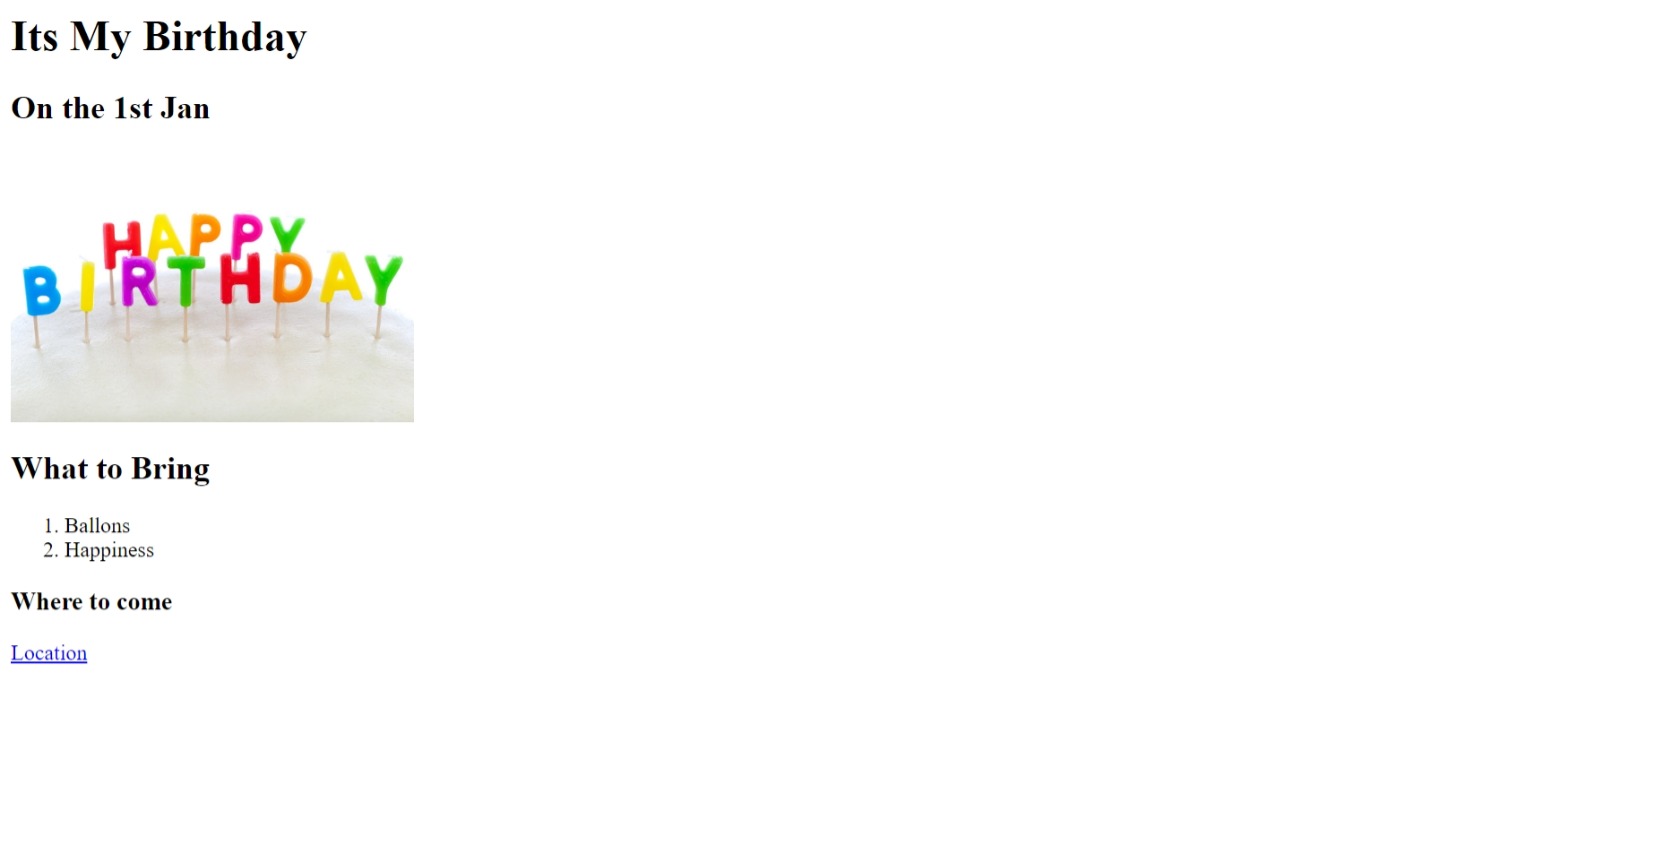 Its My Birthday
On the 1st Jan
HAPPY
BIRTHDAY
What to Bring
1. Ballons
2. Happiness
Where to come
Location